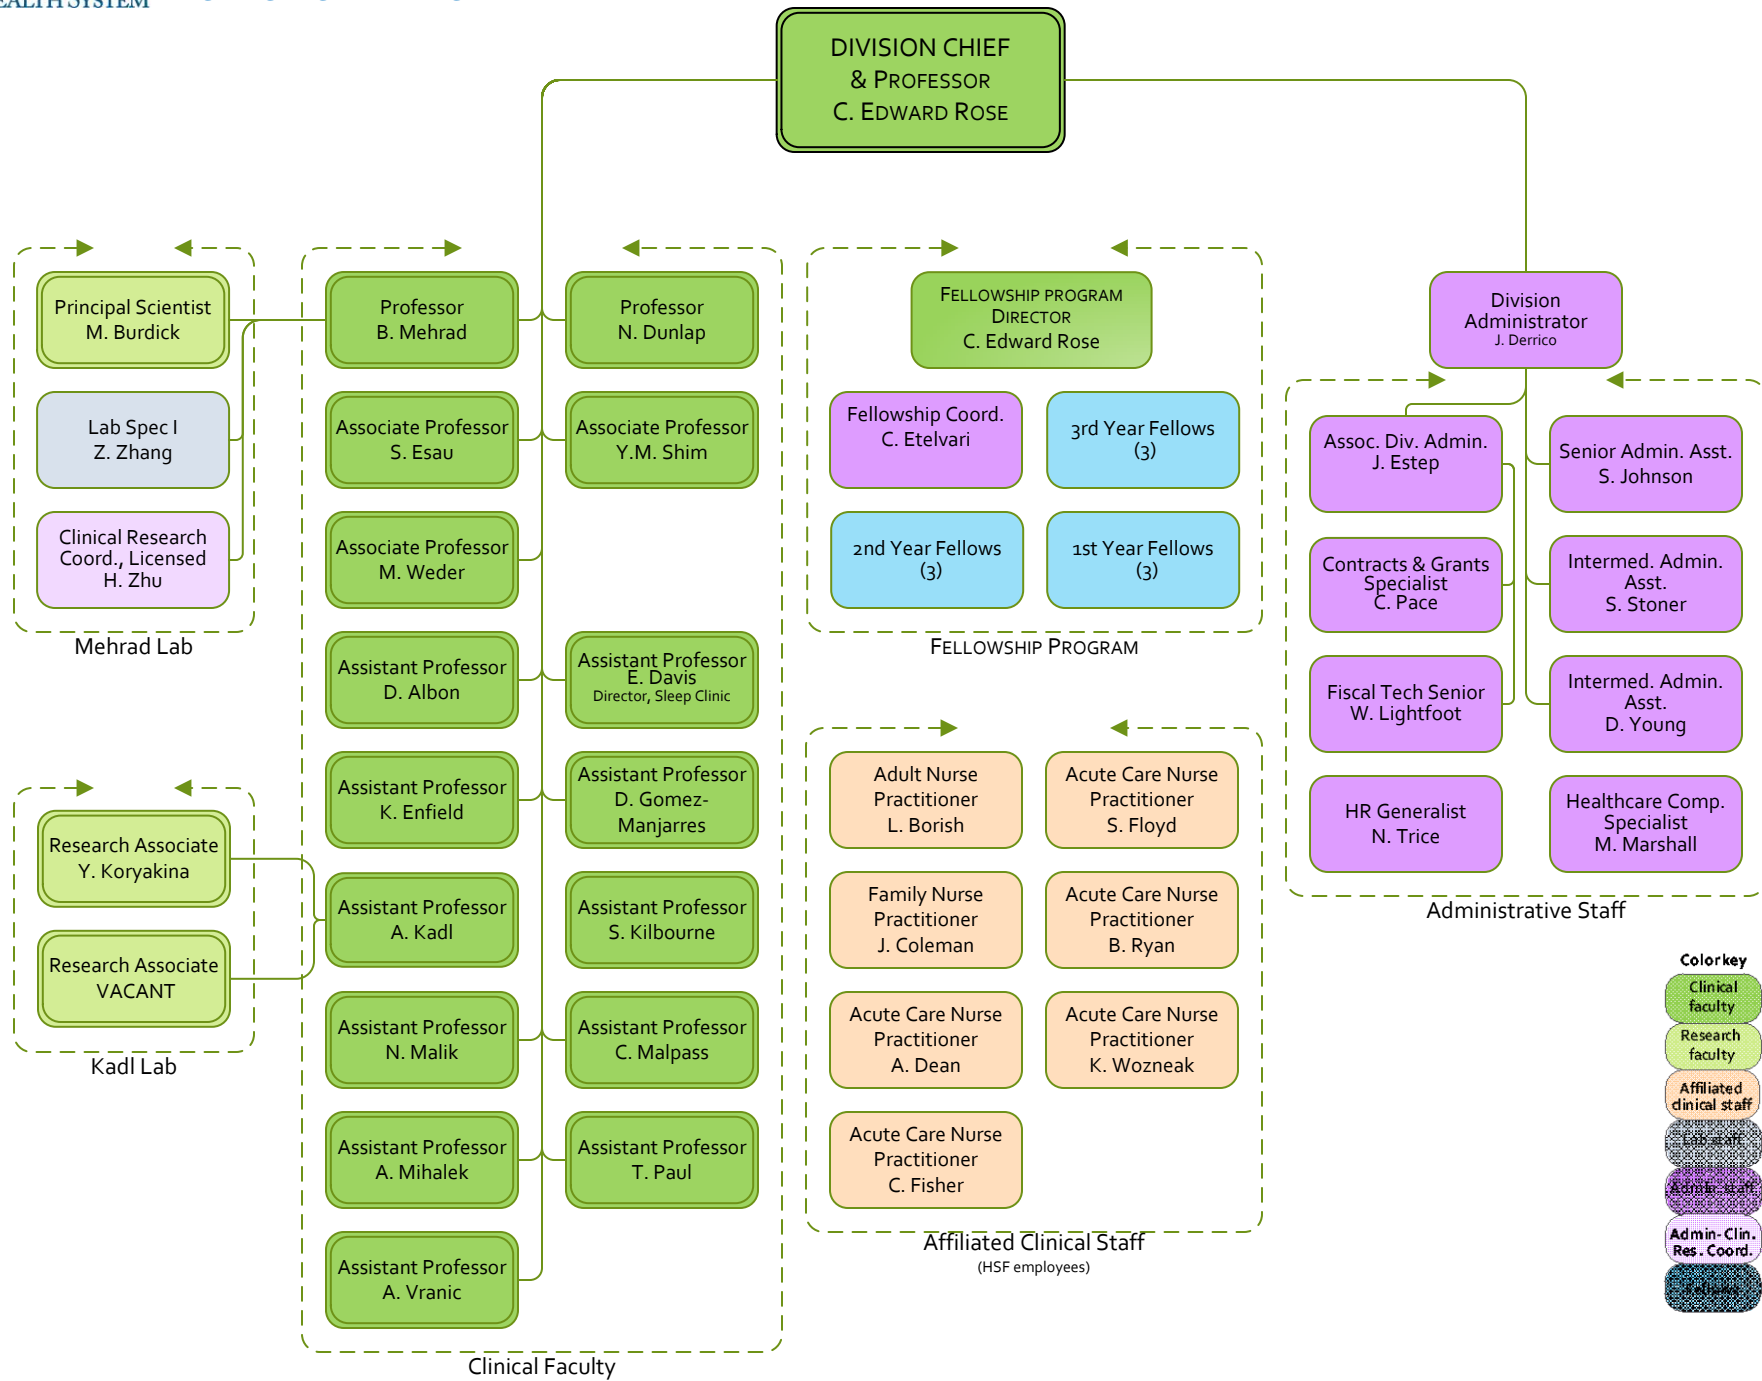 HEALTH SYSTEM
DIVISION CHIEF
& PROFESSOR
C. EDWARD ROSE
Principal Scientist
M. Burdick
Lab Spec I
Z. Zhang
Clinical Research
Coord., Licensed
H. Zhu
Mehrad Lab
Research Associate
Y. Koryakina
Research Associate
VACANT
Kadl Lab
Professor
B. Mehrad
Professor
N. Dunlap
Associate Professor
S. Esau
Associate Professor
Y.M. Shim
Associate Professor
M. Weder
Assistant Professor
D. Albon
Assistant Professor
E. Davis
Director, Sleep Clinic
Assistant Professor
K. Enfield
Assistant Professor
D. Gomez-
Manjarres
Assistant Professor
A. Kadl
Assistant Professor
S. Kilbourne
Assistant Professor
N. Malik
Assistant Professor
C. Malpass
Assistant Professor
A. Mihalek
Assistant Professor
T. Paul
Assistant Professor
A. Vranic
Clinical Faculty
FELLOWSHIP PROGRAM
DIRECTOR
C. Edward Rose
Fellowship Coord.
C. Etelvari
3rd Year Fellows
(3)
2nd Year Fellows
(3)
1st Year Fellows
(3)
FELLOWSHIP PROGRAM
Adult Nurse
Practitioner
L. Borish
Acute Care Nurse
Practitioner
S. Floyd
Family Nurse
Practitioner
J. Coleman
Acute Care Nurse
Practitioner
B. Ryan
Acute Care Nurse
Practitioner
A. Dean
Acute Care Nurse
Practitioner
K. Wozneak
Acute Care Nurse
Practitioner
C. Fisher
Affiliated Clinical Staff
(HSF employees)
Division
Administrator
J. Derrico
Assoc. Div. Admin.
J. Estep
Senior Admin. Asst.
S. Johnson
Contracts & Grants
Specialist
C. Pace
Intermed. Admin.
Asst.
S. Stoner
Fiscal Tech Senior
W. Lightfoot
Intermed. Admin.
Asst.
D. Young
HR Generalist
N. Trice
Healthcare Comp.
Specialist
M. Marshall
Administrative Staff
Color key
Clinical
faculty
Research
faculty
Affiliated
clinical staff
Lab staff
Admin. staff
Admin-Clin.
Res. Coord.